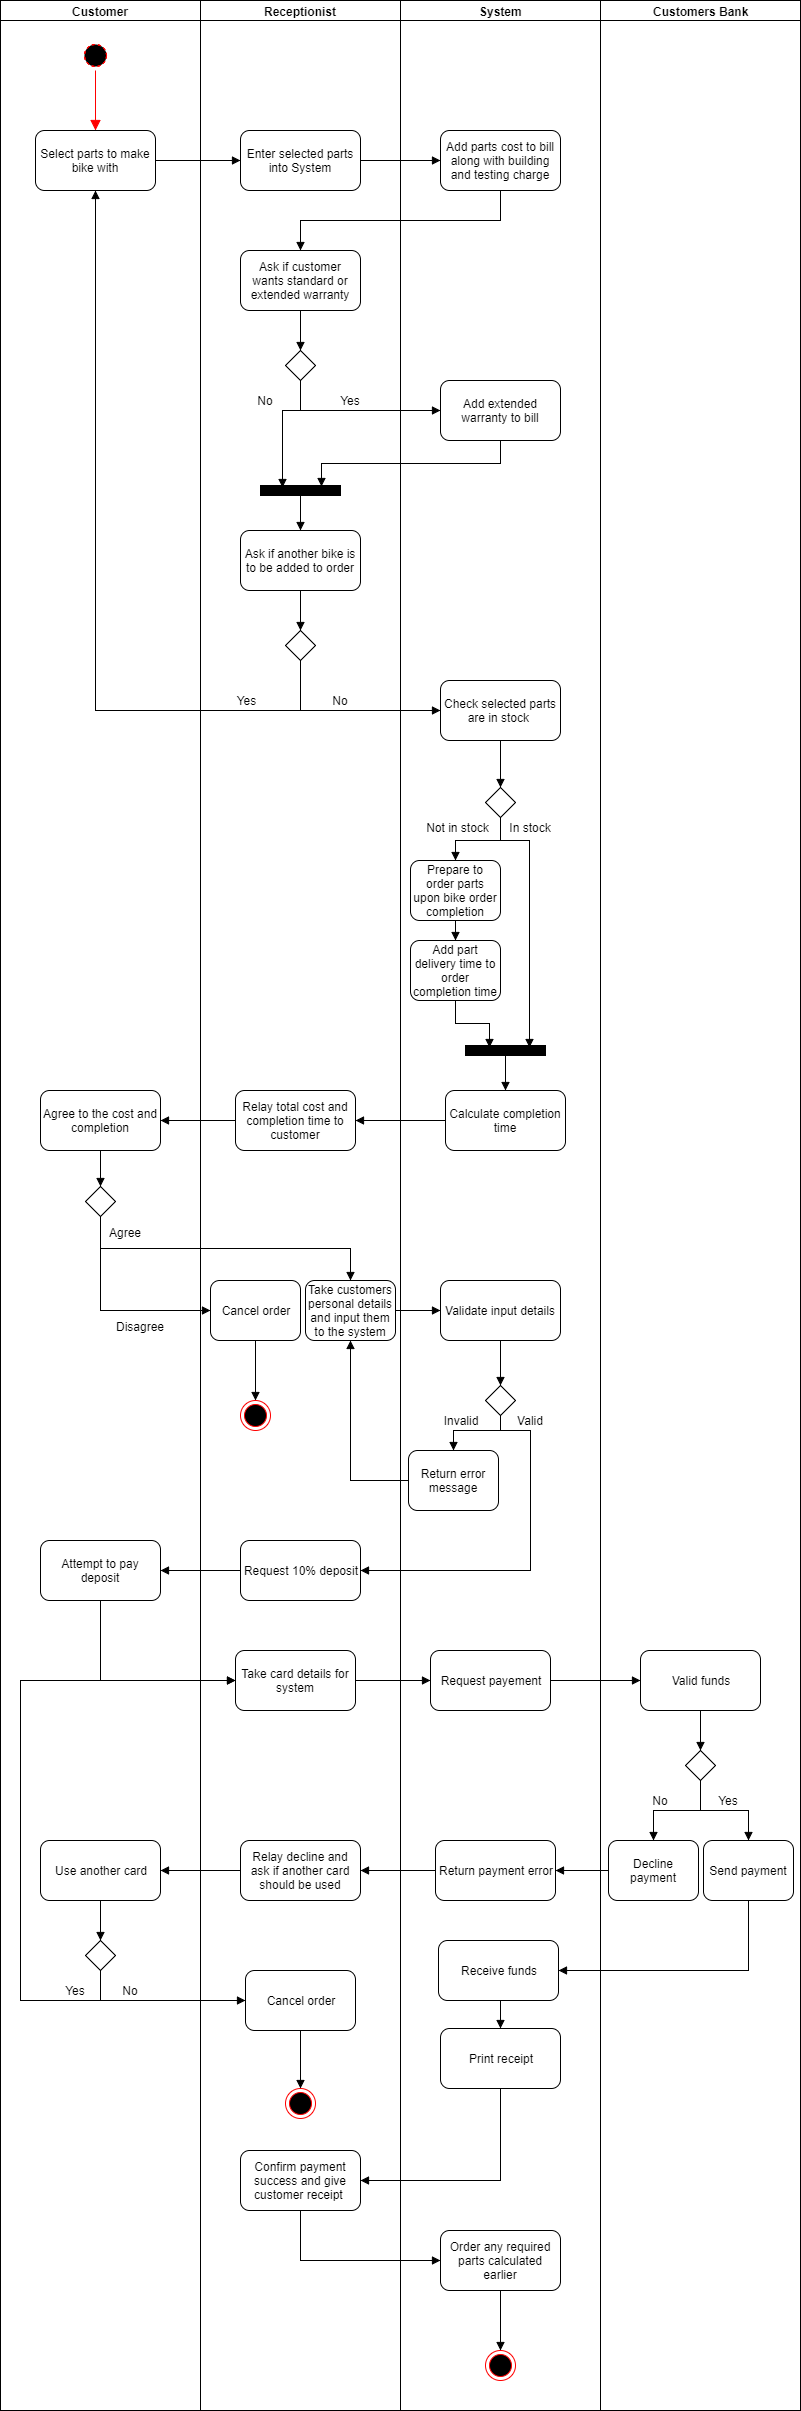 Customer
Receptionist
System
Customers Bank
Select parts to make
bike with
Enter selected parts
into System
Add parts cost to bill
along with building
and testing charge
Ask if customer
wants standard or
extended warranty
No
Yes
Add extended
warranty to bill
Ask if another bike is
to be added to order
Yes
No
Check selected parts
are in stock
Not in stock
In stock
Prepare to
order parts
upon bike order
completion
Add part
delivery time to
order
completion time
Agree to the cost and
completion
Relay total cost and
completion time to
customer
Calculate completion
time
Agree
Disagree
Cancel order
Take customers
personal details
and input them
to the system
Validate input details
Invalid
Valid
Return error
message
Attempt to pay
deposit
Request 10% deposit
Take card details for
system
Request payement
Valid funds
No
Yes
Use another card
Relay decline and
ask if another card
should be used
Return payment error
Decline
payment
Send payment
Yes
No
Cancel order
Receive funds
Print receipt
Confirm payment
success and give
customer receipt
Order any required
parts calculated
earlier